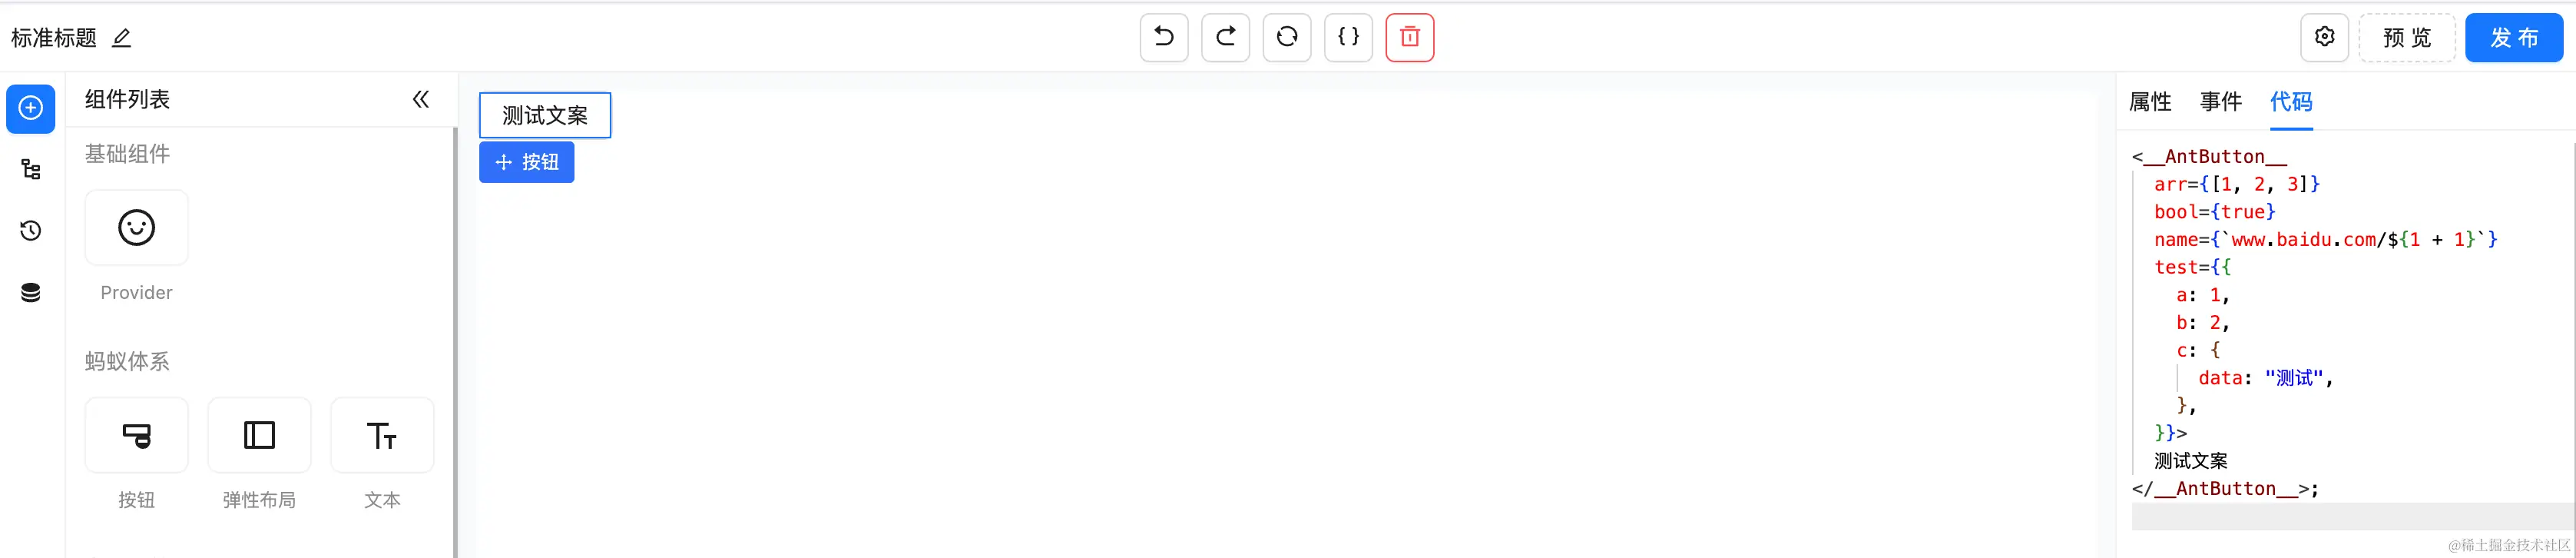 标准标题
{ }
预 览
发 布
组件列表
基础组件
Provider
蚂蚁体系
按钮
弹性布局
文本
测试文案
按钮
属性
事件
代码
<__AntButton__
arr={[1, 2, 3]}
bool={true}
name={`www.baidu.com/${1 + 1}`}
test={{
a: 1,
b: 2,
c: {
data: "测试",
},
}}>
测试文案
</__AntButton__>;
@稀土掘金技术社区